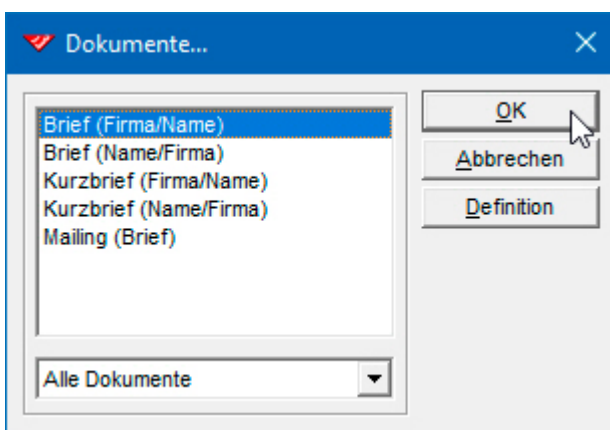 Dokumente...
Brief (Firma/Name)
Brief (Name/Firma)
Kurzbrief (Firma/Name)
Kurzbrief (Name/Firma)
Mailing (Brief)
Alle Dokumente
OK
Abbrechen
Definition